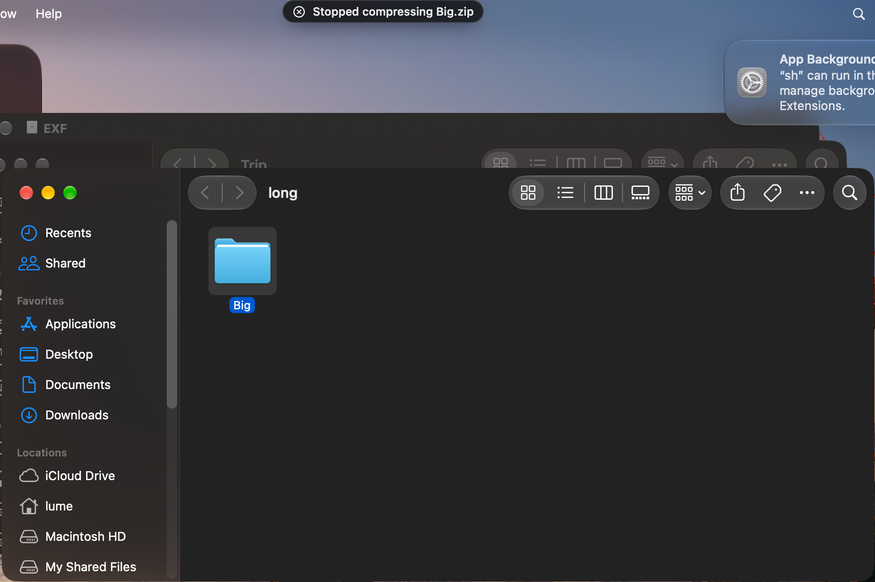 ow Help
Stopped compressing Big.zip
App Background
“sh” can run in th
manage backgro
Extensions.
EXF
Trip
long
Recents
Shared
Favorites
Applications
Desktop
Documents
Downloads
Locations
iCloud Drive
lume
Macintosh HD
My Shared Files
Big